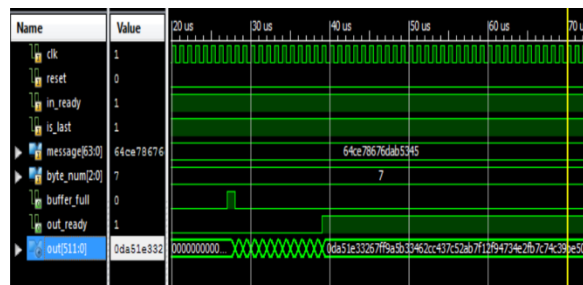 Name Value 20 us 30 us 40 us 50 us 60 us 70 u
clk 1
reset 0
in_ready 1
is_last 1
message[63:0] 64ce78676 64ce78676dab5345
byte_num[2:0] 7 7
buffer_full 0
out_ready 1
out[511:0] 0da51e332 0000000000... 0da51e33267ff9a5b33462cc437c52ab7f12f94734e2fb7c74c39be50